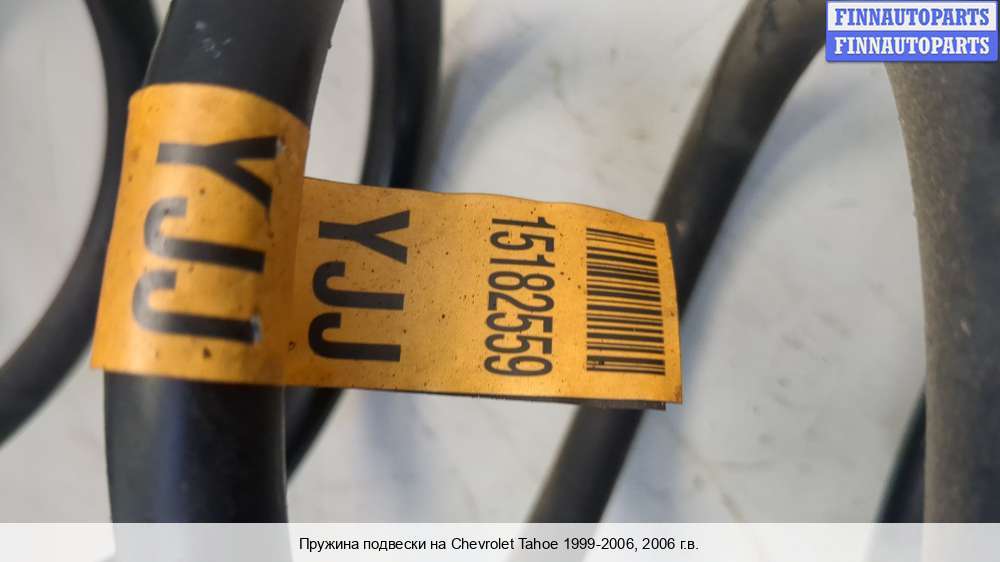 FINNAUTOPARTS
FINNAUTOPARTS
YJJ
YJJ
15182559
Пружина подвески на Chevrolet Tahoe 1999-2006, 2006 г.в.